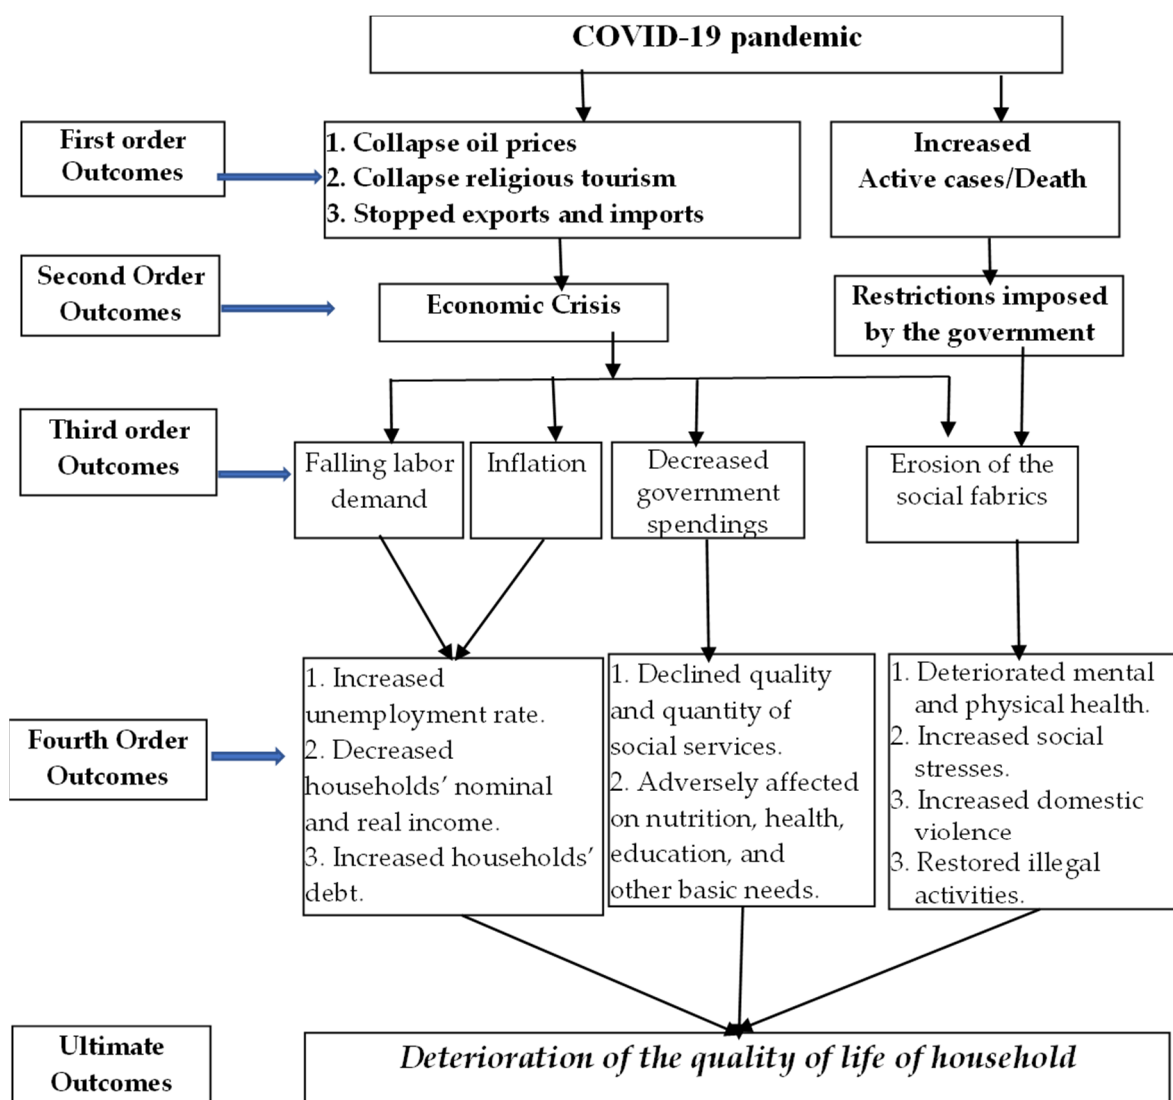 COVID-19 pandemic
First order
Outcomes
1. Collapse oil prices
2. Collapse religious tourism
3. Stopped exports and imports
Increased
Active cases/Death
Second Order
Outcomes
Economic Crisis
Restrictions imposed
by the government
Third order
Outcomes
Falling labor
demand
Inflation
Decreased
government
spendings
Erosion of the
social fabrics
Fourth Order
Outcomes
1. Increased
unemployment rate.
2. Decreased
households’ nominal
and real income.
3. Increased households’
debt.
1. Declined quality
and quantity of
social services.
2. Adversely affected
on nutrition, health,
education, and
other basic needs.
1. Deteriorated mental
and physical health.
2. Increased social
stresses.
3. Increased domestic
violence
3. Restored illegal
activities.
Ultimate
Outcomes
Deterioration of the quality of life of household